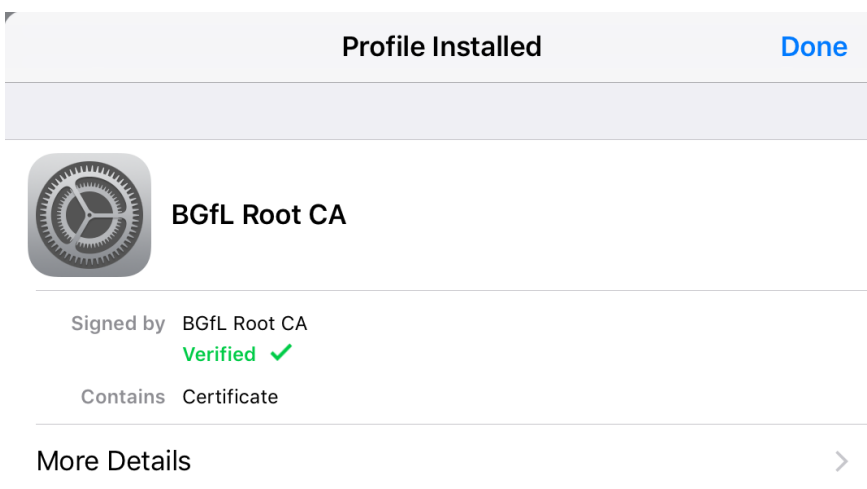 Profile Installed Done
BGfL Root CA
Signed by BGfL Root CA
Verified
Contains Certificate
More Details